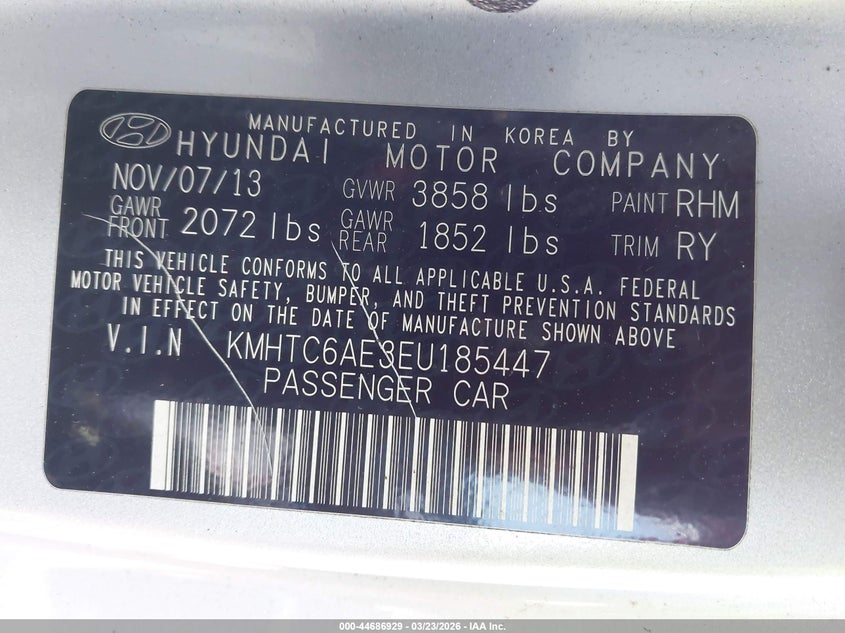 MANUFACTURED IN KOREA BY
HYUNDAI MOTOR COMPANY
NOV/07/13 GVWR 3858 lbs PAINT RHM
GAWR FRONT 2072 lbs GAWR REAR 1852 lbs TRIM RY
THIS VEHICLE CONFORMS TO ALL APPLICABLE U.S.A. FEDERAL
MOTOR VEHICLE SAFETY, BUMPER, AND THEFT PREVENTION STANDARDS
IN EFFECT ON THE DATE OF MANUFACTURE SHOWN ABOVE
V.I.N KMHTC6AE3EU185447
PASSENGER CAR
000-44686929 | 03/23/2026 - IAA Inc.